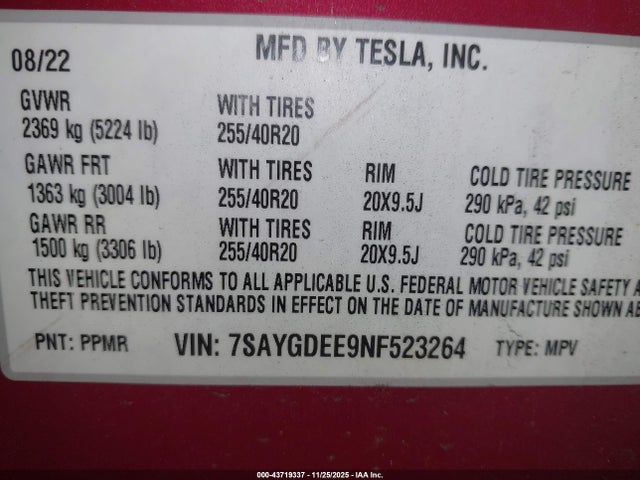 08/22 MFD BY TESLA, INC.
GVWR WITH TIRES
2369 kg (5224 lb) 255/40R20
GAWR FRT WITH TIRES RIM COLD TIRE PRESSURE
1363 kg (3004 lb) 255/40R20 20X9.5J 290 kPa, 42 psi
GAWR RR WITH TIRES RIM COLD TIRE PRESSURE
1500 kg (3306 lb) 255/40R20 20X9.5J 290 kPa, 42 psi
THIS VEHICLE CONFORMS TO ALL APPLICABLE U.S. FEDERAL MOTOR VEHICLE SAFETY A
THEFT PREVENTION STANDARDS IN EFFECT ON THE DATE OF MANUFACTURE SHOWN AB
PNT: PPMR VIN: 7SAYGDEE9NF523264 TYPE: MPV
000-43719337 - 11/25/2025 - IAA Inc.